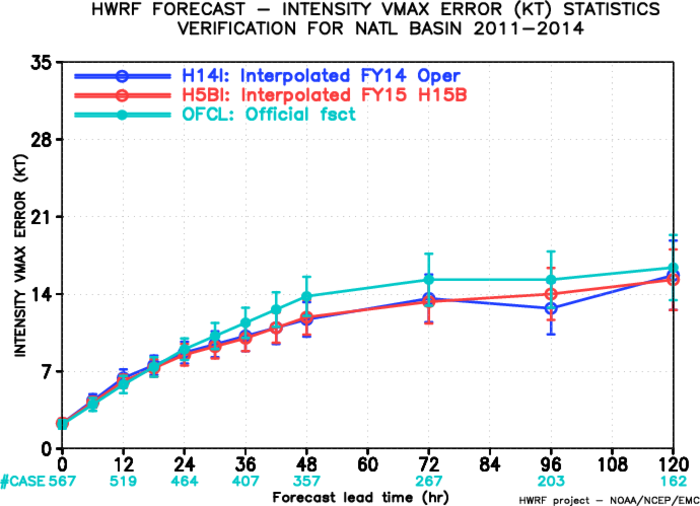 HWRF FORECAST – INTENSITY VMAX ERROR (KT) STATISTICS
VERIFICATION FOR NATL BASIN 2011–2014
H14I: Interpolated FY14 Oper
H5BI: Interpolated FY15 H15B
OFCL: Official fsct
INTENSITY VMAX ERROR (KT)
35
28
21
14
7
0
0 12 24 36 48 60 72 84 96 108 120
#CASE 567 519 464 407 357 267 203 162
Forecast lead time (hr)
HWRF project – NOAA/NCEP/EMC